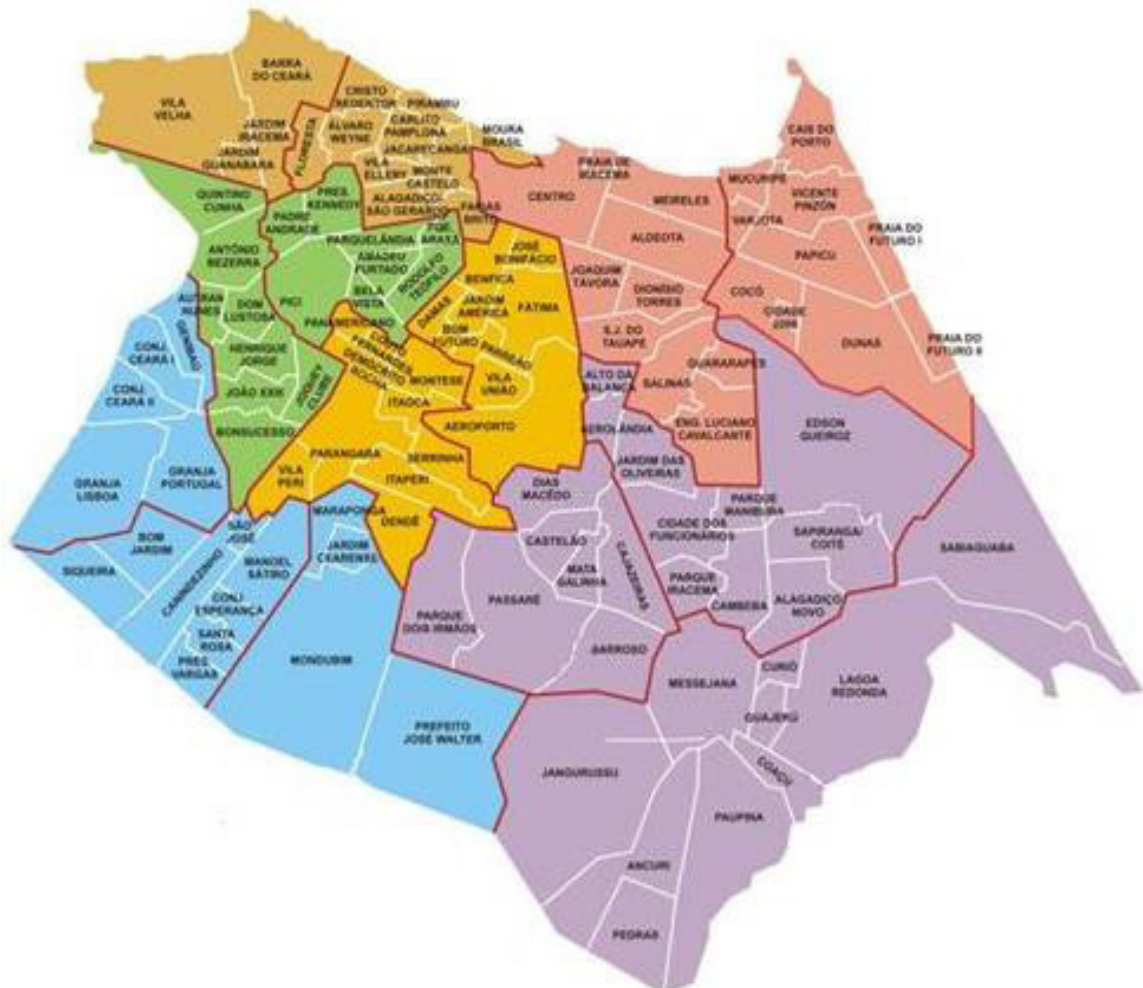 BARRA
DO CEARÁ
VILA
VELHA
CRISTO
REDENTOR
PIRAMBU
CARLITO
PAMPLONA
MOURA
BRASIL
JARDIM
IRACEMA
FLORESTA
ÁLVARO
WEYNE
JACARECANGA
JARDIM
GUANABARA
VILA
ELLERY
MONTE
CASTELO
ALAGADIÇO/
SÃO GERARDO
FARIAS
BRITO
CENTRO
PRAIA DE
IRACEMA
MEIRELES
MUCURIPE
CAIS DO
PORTO
VICENTE
PINZÓN
VARJOTA
PRAIA DO
FUTURO I
ALDEOTA
PAPICU
QUINTINO
CUNHA
PRES.
KENNEDY
PADRE
ANDRADE
PARQUELÂNDIA
PQE.
ARAXÁ
AMADEU
FURTADO
RODOLFO
TEÓFILO
ANTÔNIO
BEZERRA
BELA
VISTA
PICI
PANAMERICANO
AUTRAN
NUNES
DOM
LUSTOSA
HENRIQUE
JORGE
JOÃO XXIII
JOQUEY
CLUBE
BONSUCESSO
JOSÉ
BONIFÁCIO
BENFICA
FÁTIMA
DAMAS
JARDIM
AMÉRICA
BOM
FUTURO
PARREÃO
VILA
UNIÃO
COUTO
FERNANDES
DEMÓCRITO
ROCHA
MONTESE
ITAOCA
AEROPORTO
JOAQUIM
TÁVORA
DIONÍSIO
TORRES
COCÓ
CIDADE
2000
DUNAS
PRAIA DO
FUTURO II
S.J. DO
TAUAPE
GUARARAPES
SALINAS
ENG. LUCIANO
CAVALCANTE
ALTO DA
BALANÇA
AEROLÂNDIA
JARDIM DAS
OLIVEIRAS
EDSON
QUEIROZ
GENIBAÚ
CONJ.
CEARÁ I
CONJ.
CEARÁ II
GRANJA
LISBOA
GRANJA
PORTUGAL
BOM
JARDIM
SIQUEIRA
PARANGABA
VILA
PERI
SERRINHA
ITAPERI
DENDÊ
MARAPONGA
JARDIM
CEARENSE
SÃO
JOSÉ
MANOEL
SÁTIRO
CANINDEZINHO
CONJ.
ESPERANÇA
SANTA
ROSA
PRES.
VARGAS
MONDUBIM
PREFEITO
JOSÉ WALTER
DIAS
MACÊDO
CASTELÃO
MATA
GALINHA
CAJAZEIRAS
PASSARÉ
PARQUE
DOIS IRMÃOS
BARROSO
CIDADE DOS
FUNCIONÁRIOS
PARQUE
MANIBURA
SAPIRANGA/
COITÉ
SABIAGUABA
PARQUE
IRACEMA
CAMBEBA
ALAGADIÇO
NOVO
MESSEJANA
CURIÓ
LAGOA
REDONDA
GUAJERÚ
COAÇU
JANGURUSSU
PAUPINA
ANCURI
PEDRAS